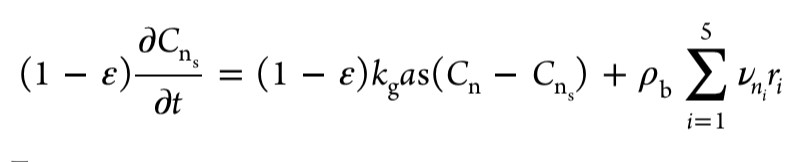 (1 − ε) ∂C_{n_s}/∂t = (1 − ε)k_g as(C_n − C_{n_s}) + ρ_b ∑_{i=1}^{5} ν_{n_i} r_i